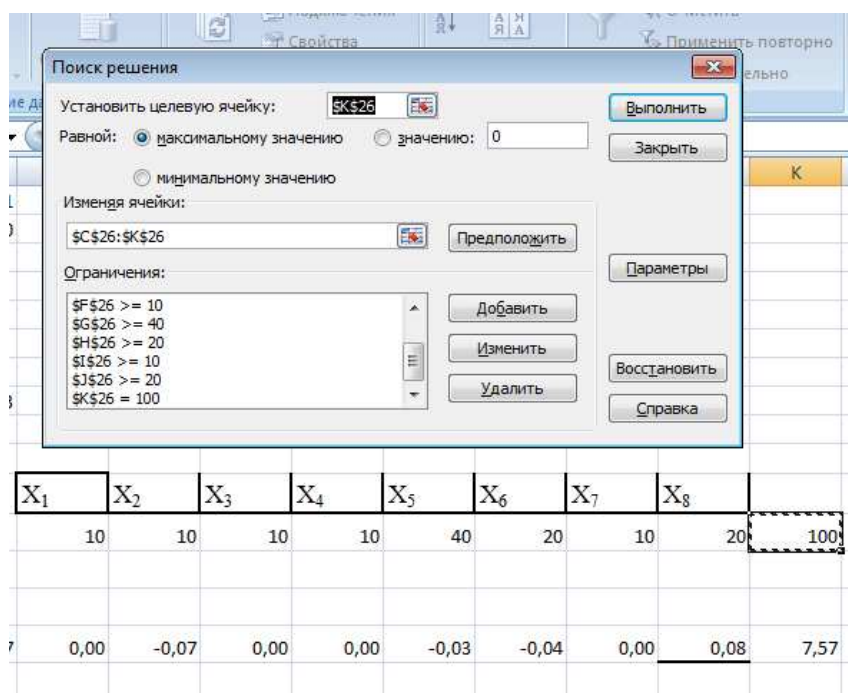 Свойства
Применить повторно
Поиск решения
Установить целевую ячейку: $K$26
Выполнить
Равной: максимальному значению значению: 0
Закрыть
минимальному значению
K
Изменяя ячейки:
$C$26:$K$26
Предположить
Ограничения:
Параметры
$F$26 >= 10
Добавить
$G$26 >= 40
$H$26 >= 20
Изменить
$I$26 >= 10
Восстановить
$J$26 >= 20
Удалить
$K$26 = 100
Справка
X1 X2 X3 X4 X5 X6 X7 X8
10 10 10 10 40 20 10 20 100
7 0,00 -0,07 0,00 0,00 -0,03 -0,04 0,00 0,08 7,57